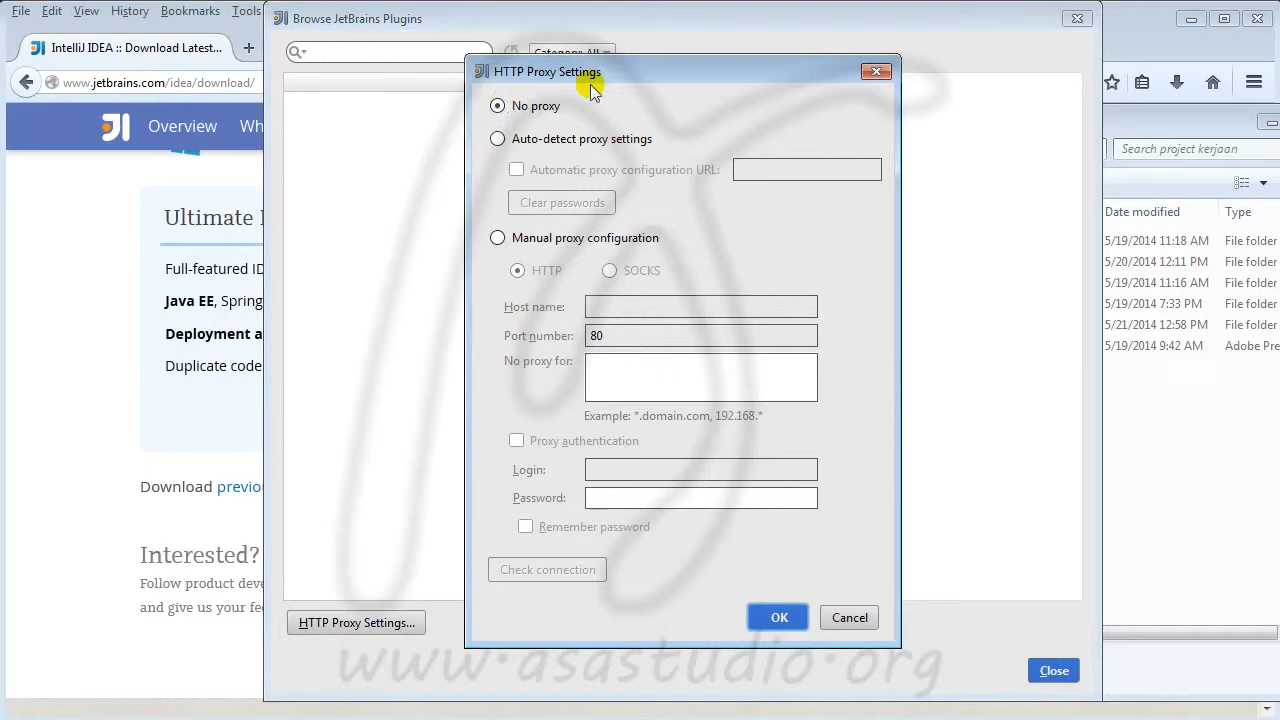 File Edit View History Bookmarks Tools
IntelliJ IDEA :: Download Latest...
www.jetbrains.com/idea/download/
Overview Wh
Ultimate
Full-featured ID
Java EE, Spring
Deployment a
Duplicate code
Download previo
Interested?
Follow product deve
and give us your fee
Browse JetBrains Plugins
Category: All
HTTP Proxy Settings
No proxy
Auto-detect proxy settings
Automatic proxy configuration URL:
Clear passwords
Manual proxy configuration
HTTP SOCKS
Host name:
Port number: 80
No proxy for:
Example: *.domain.com, 192.168.*
Proxy authentication
Login:
Password:
Remember password
Check connection
OK Cancel
HTTP Proxy Settings...
Close
Search project kerjaan
Date modified Type
5/19/2014 11:18 AM File folder
5/20/2014 12:11 PM File folder
5/19/2014 11:16 AM File folder
5/19/2014 7:33 PM File folder
5/21/2014 12:58 PM File folder
5/19/2014 9:42 AM Adobe Pre
www.asastudio.org